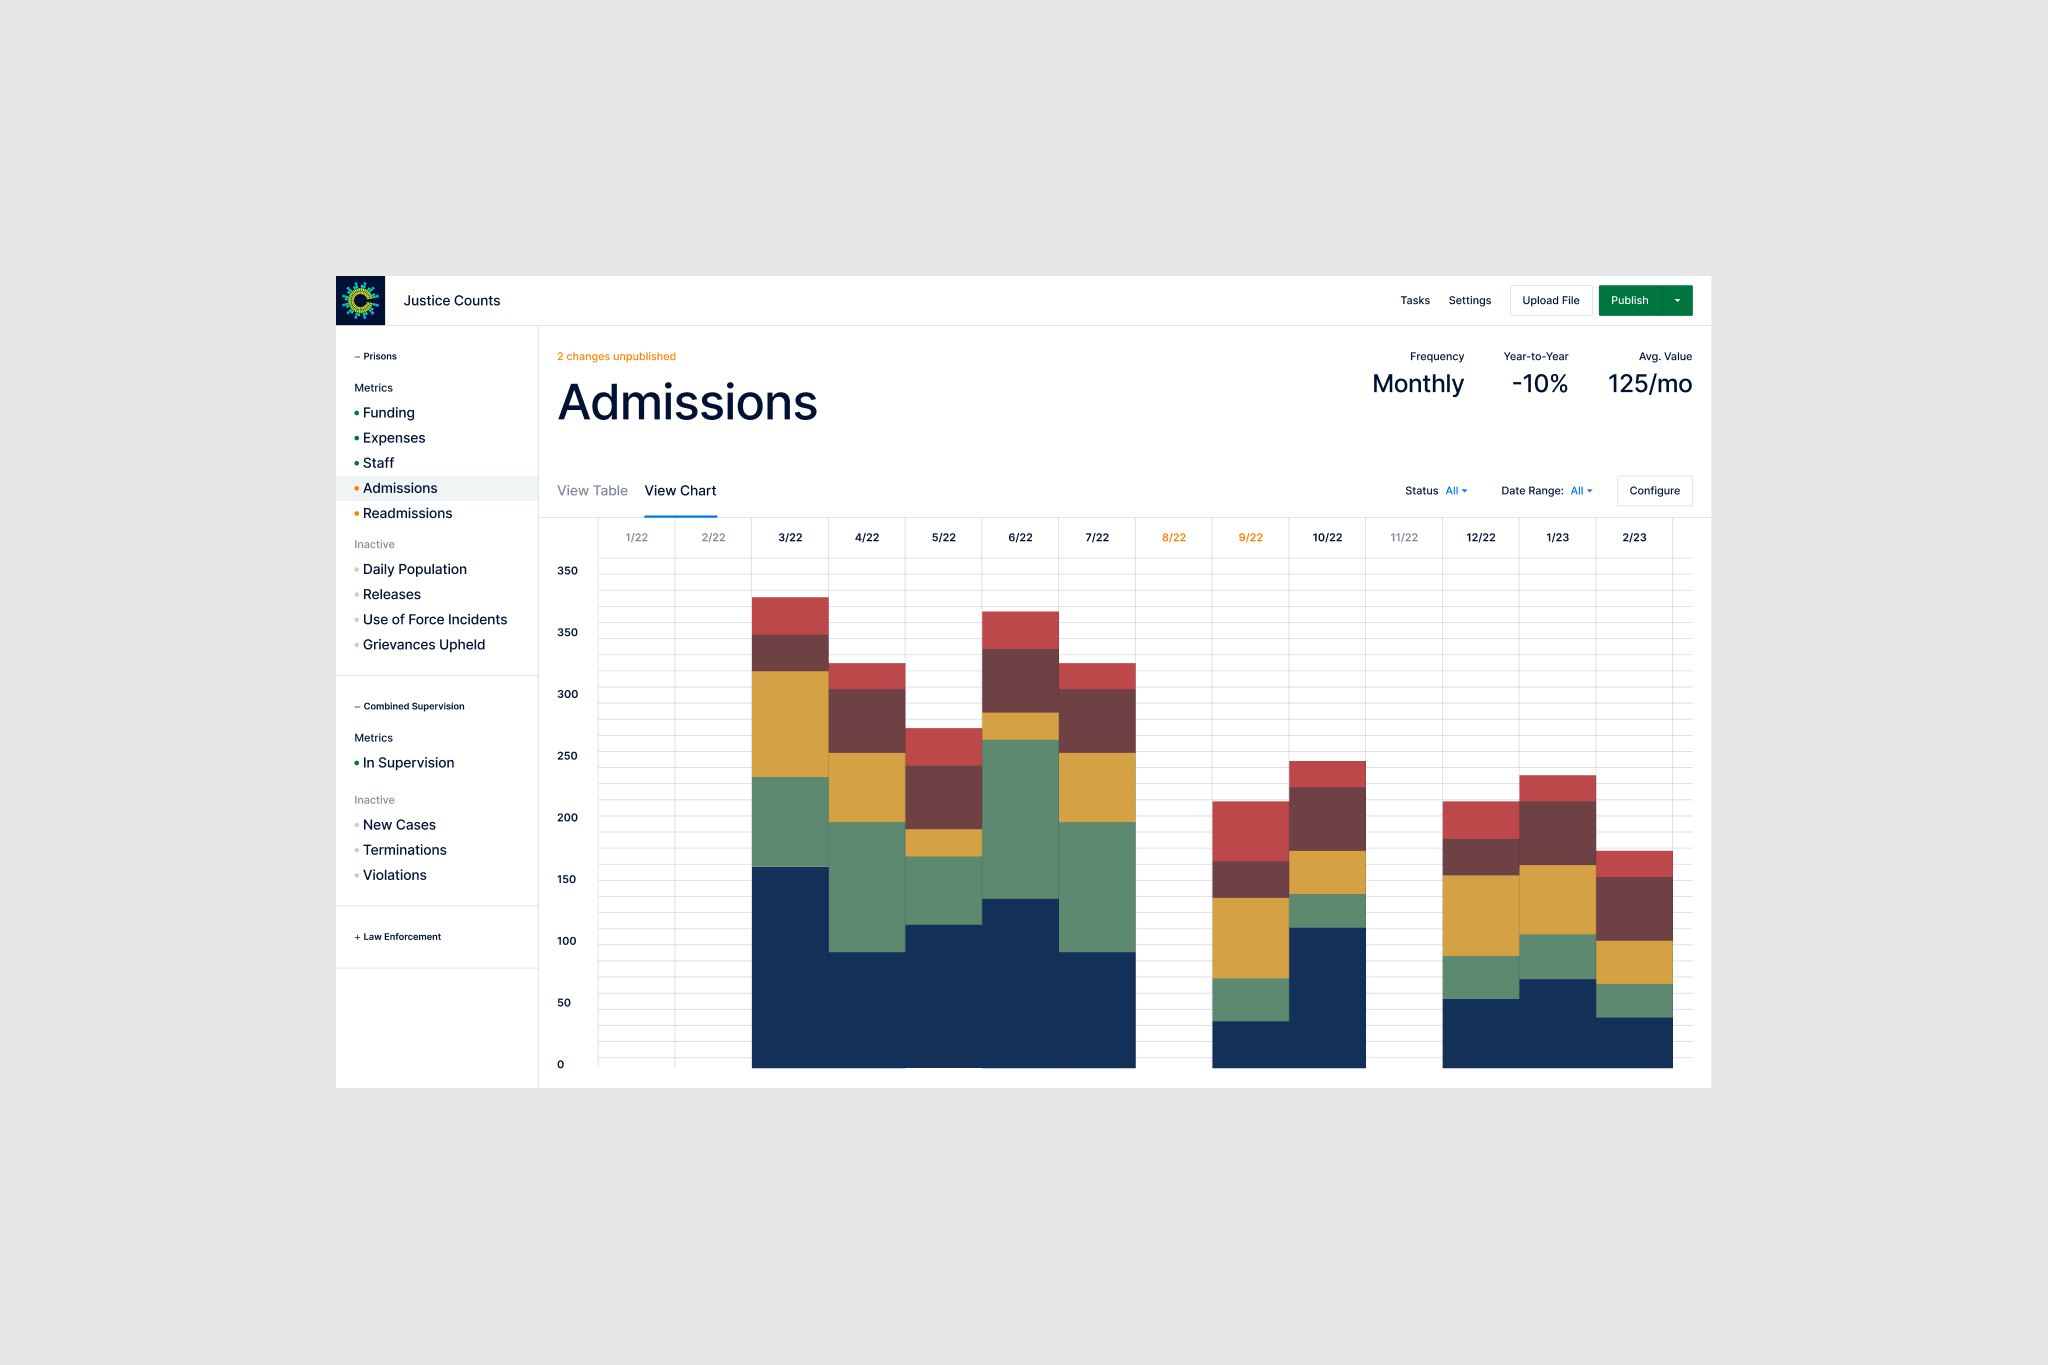 Justice Counts
Tasks
Settings
Upload File
Publish
– Prisons
Metrics
Funding
Expenses
Staff
Admissions
Readmissions
Inactive
Daily Population
Releases
Use of Force Incidents
Grievances Upheld
– Combined Supervision
Metrics
In Supervision
Inactive
New Cases
Terminations
Violations
+ Law Enforcement
2 changes unpublished
Admissions
Frequency
Monthly
Year-to-Year
-10%
Avg. Value
125/mo
View Table
View Chart
Status All
Date Range: All
Configure
1/22 2/22 3/22 4/22 5/22 6/22 7/22 8/22 9/22 10/22 11/22 12/22 1/23 2/23
350
350
300
250
200
150
100
50
0